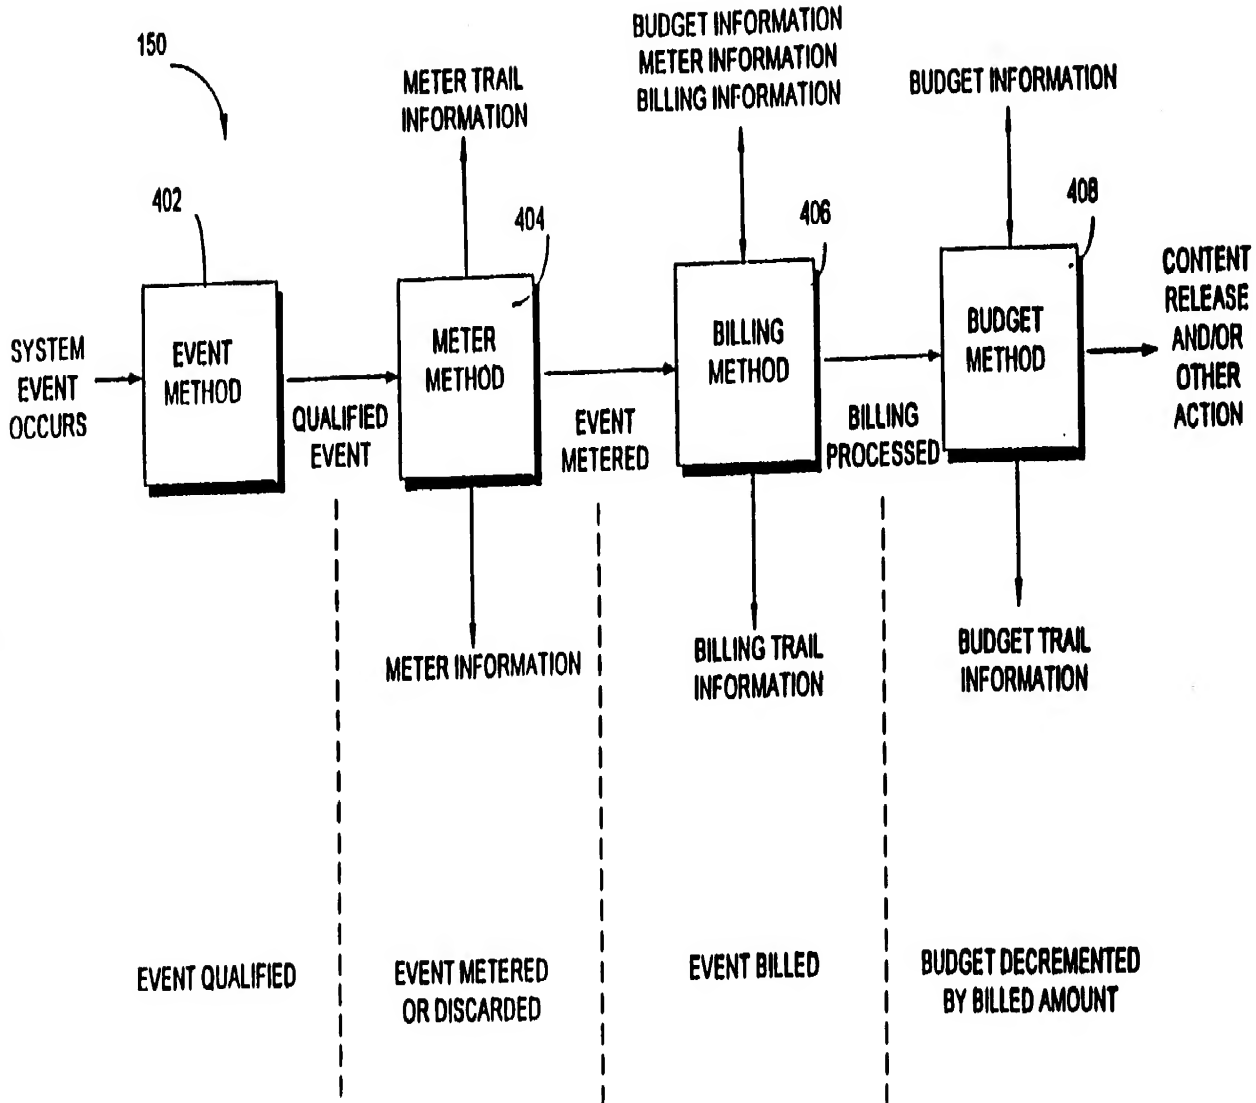 150
METER TRAIL
INFORMATION
BUDGET INFORMATION
METER INFORMATION
BILLING INFORMATION
BUDGET INFORMATION
402
404
406
408
SYSTEM
EVENT
OCCURS
EVENT
METHOD
QUALIFIED
EVENT
METER
METHOD
EVENT
METERED
BILLING
METHOD
BILLING
PROCESSED
BUDGET
METHOD
CONTENT
RELEASE
AND/OR
OTHER
ACTION
METER INFORMATION
BILLING TRAIL
INFORMATION
BUDGET TRAIL
INFORMATION
EVENT QUALIFIED
EVENT METERED
OR DISCARDED
EVENT BILLED
BUDGET DECREMENTED
BY BILLED AMOUNT